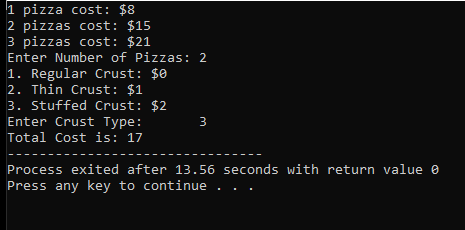 1 pizza cost: $8
2 pizzas cost: $15
3 pizzas cost: $21
Enter Number of Pizzas: 2
1. Regular Crust: $0
2. Thin Crust: $1
3. Stuffed Crust: $2
Enter Crust Type:       3
Total Cost is: 17
--------------------------------
Process exited after 13.56 seconds with return value 0
Press any key to continue . . .